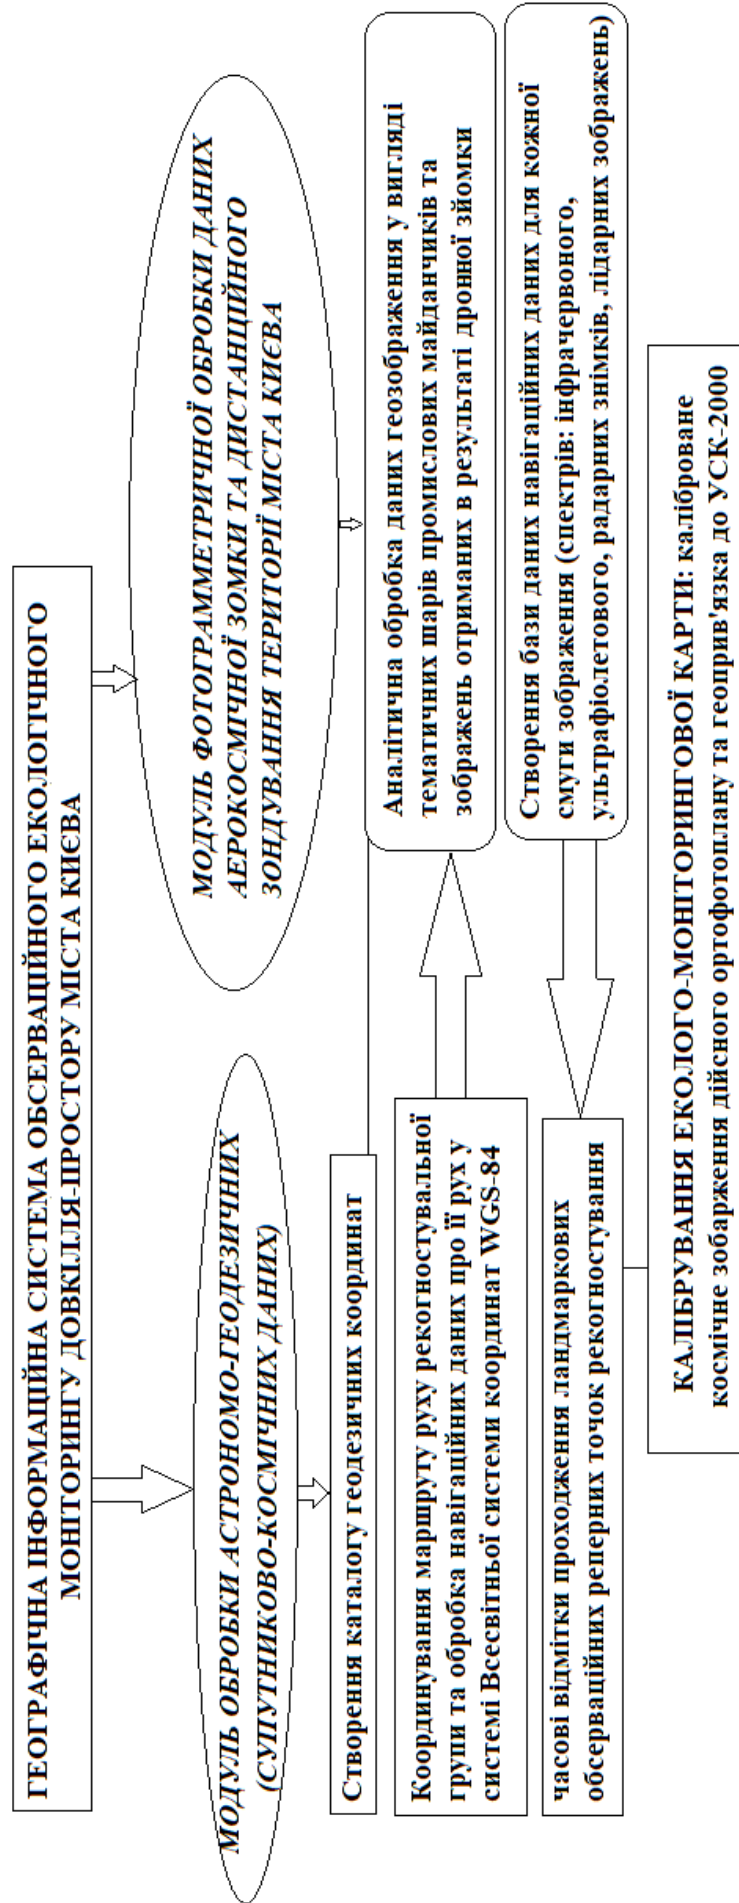 ГЕОГРАФІЧНА ІНФОРМАЦІЙНА СИСТЕМА ОБСЕРВАЦІЙНОГО ЕКОЛОГІЧНОГО
МОНІТОРИНГУ ДОВКІЛЛЯ-ПРОСТОРУ МІСТА КИЄВА
МОДУЛЬ ОБРОБКИ АСТРОНОМО-ГЕОДЕЗИЧНИХ
(СУПУТНИКОВО-КОСМІЧНИХ ДАНИХ)
МОДУЛЬ ФОТОГРАММЕТРИЧНОЇ ОБРОБКИ ДАНИХ
АЕРОКОСМІЧНОЇ ЗОМКИ ТА ДИСТАНЦІЙНОГО
ЗОНДУВАННЯ ТЕРИТОРІЇ МІСТА КИЄВА
Створення каталогу геодезичних координат
Координування маршруту руху рекогностувальної
групи та обробка навігаційних даних про її рух у
системі Всесвітньої системи координат WGS-84
часові відмітки проходження ландмаркових
обсерваційних реперних точок рекогностування
Аналітична обробка даних геозображення у вигляді
тематичних шарів промислових майданчиків та
зображень отриманих в результаті дронної зйомки
Створення бази даних навігаційних даних для кожної
смуги зображення (спектрів: інфрачервоного,
ультрафіолетового, радарних знімків, лідарних зображень)
КАЛІБРУВАННЯ ЕКОЛОГО-МОНІТОРИНГОВОЇ КАРТИ: калібрoване
космічне зобарження дійсного ортофотоплану та геоприв'язка до УСК-2000